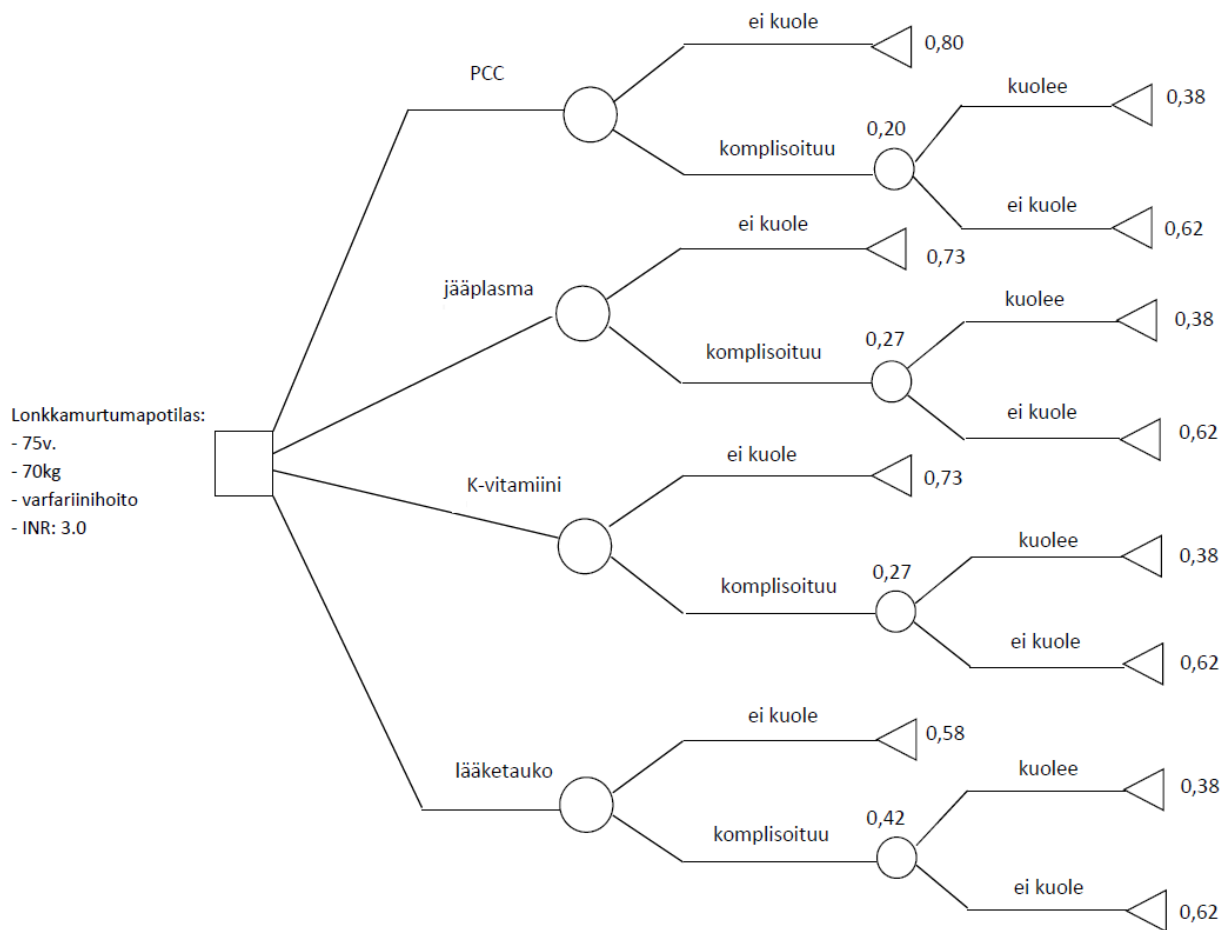 ei kuole
0,80
PCC
kuolee
0,38
0,20
komplisoituu
ei kuole
0,62
ei kuole
0,73
jääplasma
kuolee
0,38
0,27
komplisoituu
ei kuole
0,62
Lonkkamurtumapotilas:
- 75v.
- 70kg
- varfariinihoito
- INR: 3.0
ei kuole
0,73
K-vitamiini
kuolee
0,38
0,27
komplisoituu
ei kuole
0,62
ei kuole
0,58
lääketauko
kuolee
0,38
0,42
komplisoituu
ei kuole
0,62